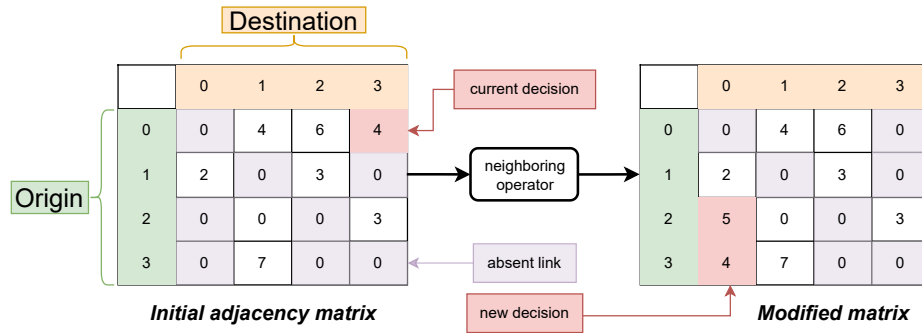 Destination
0 1 2 3
0 0 4 6 4
1 2 0 3 0
2 0 0 0 3
3 0 7 0 0
Origin
Initial adjacency matrix
current decision
neighboring
operator
absent link
new decision
0 1 2 3
0 0 4 6 0
1 2 0 3 0
2 5 0 0 3
3 4 7 0 0
Modified matrix